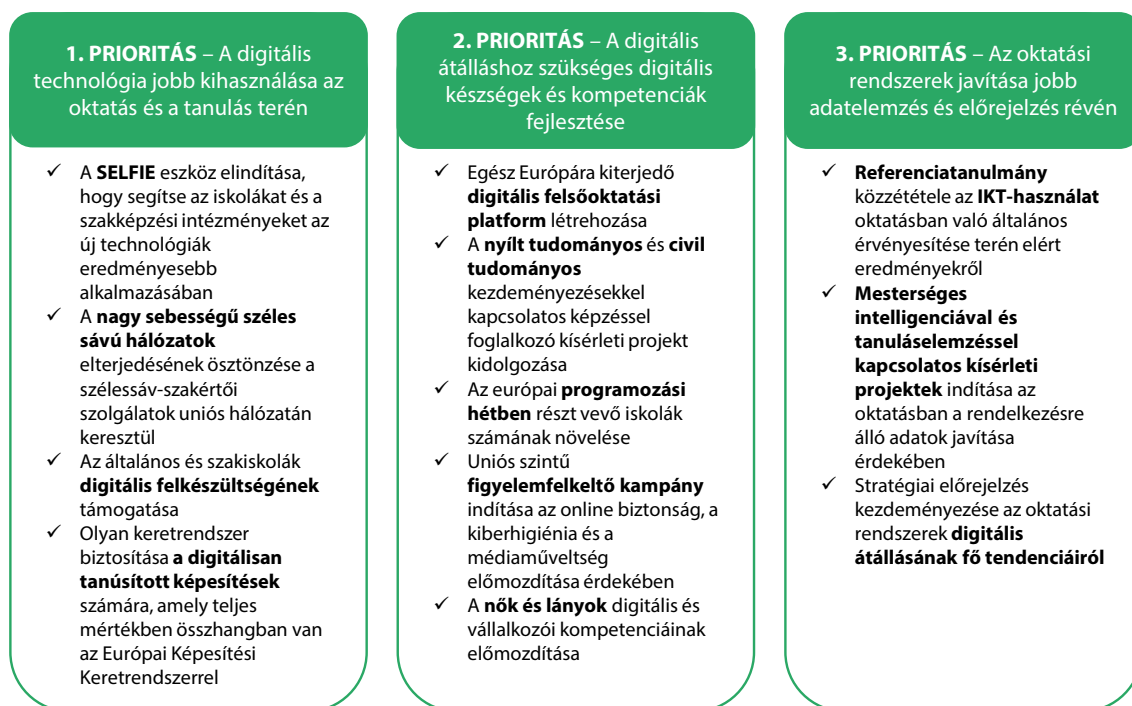 1. PRIORITÁS – A digitális
technológia jobb kihasználása az
oktatás és a tanulás terén
✓ A SELFIE eszköz elindítása,
hogy segítse az iskolákat és a
szakképzési intézményeket az
új technológiák
eredményesebb
alkalmazásában
✓ A nagy sebességű széles
sávú hálózatok
elterjedésének ösztönzése a
szélessáv-szakértői
szolgálatok uniós hálózatán
keresztül
✓ Az általános és szakiskolák
digitális felkészültségének
támogatása
✓ Olyan keretrendszer
biztosítása a digitálisan
tanúsított képesítések
számára, amely teljes
mértékben összhangban van
az Európai Képesítési
Keretrendszerrel
2. PRIORITÁS – A digitális
átálláshoz szükséges digitális
készségek és kompetenciák
fejlesztése
✓ Egész Európára kiterjedő
digitális felsőoktatási
platform létrehozása
✓ A nyílt tudományos és civil
tudományos
kezdeményezésekkel
kapcsolatos képzéssel
foglalkozó kísérleti projekt
kidolgozása
✓ Az európai programozási
hétben részt vevő iskolák
számának növelése
✓ Uniós szintű
figyelemfelkeltő kampány
indítása az online biztonság, a
kiberhigiénia és a
médiaműveltség
előmozdítása érdekében
✓ A nők és lányok digitális és
vállalkozói kompetenciáinak
előmozdítása
3. PRIORITÁS – Az oktatási
rendszerek javítása jobb
adatelemzés és előrejelzés révén
✓ Referenciatanulmány
közzététele az IKT-használat
oktatásban való általános
érvényesítése terén elért
eredményekről
✓ Mesterséges
intelligenciával és
tanuláselemzéssel
kapcsolatos kísérleti
projektek indítása az
oktatásban a rendelkezésre
álló adatok javítása
érdekében
✓ Stratégiai előrejelzés
kezdeményezése az oktatási
rendszerek digitális
átállásának fő tendenciáiról